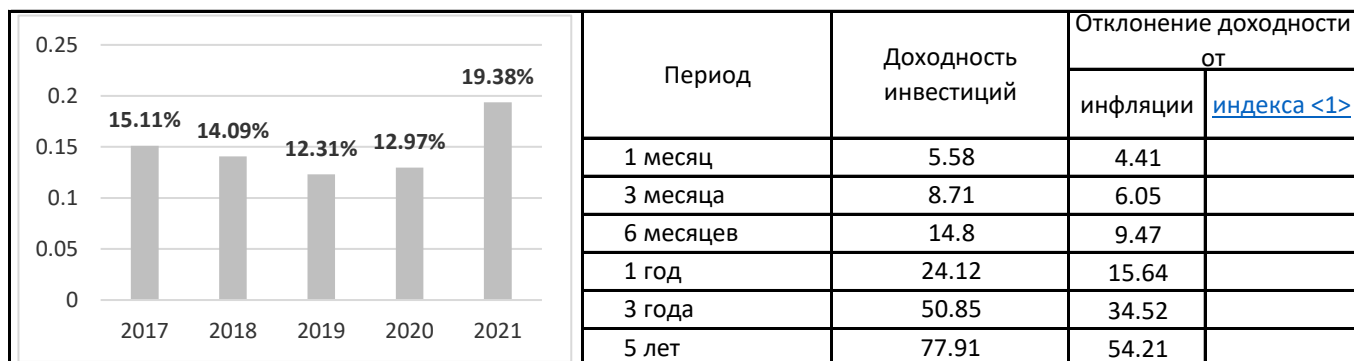 0.25
0.2
0.15
0.1
0.05
0
15.11%
14.09%
12.31%
12.97%
19.38%
2017 2018 2019 2020 2021
Период
Доходность
инвестиций
Отклонение доходности
от
инфляции
индекса <1>
1 месяц 5.58 4.41
3 месяца 8.71 6.05
6 месяцев 14.8 9.47
1 год 24.12 15.64
3 года 50.85 34.52
5 лет 77.91 54.21